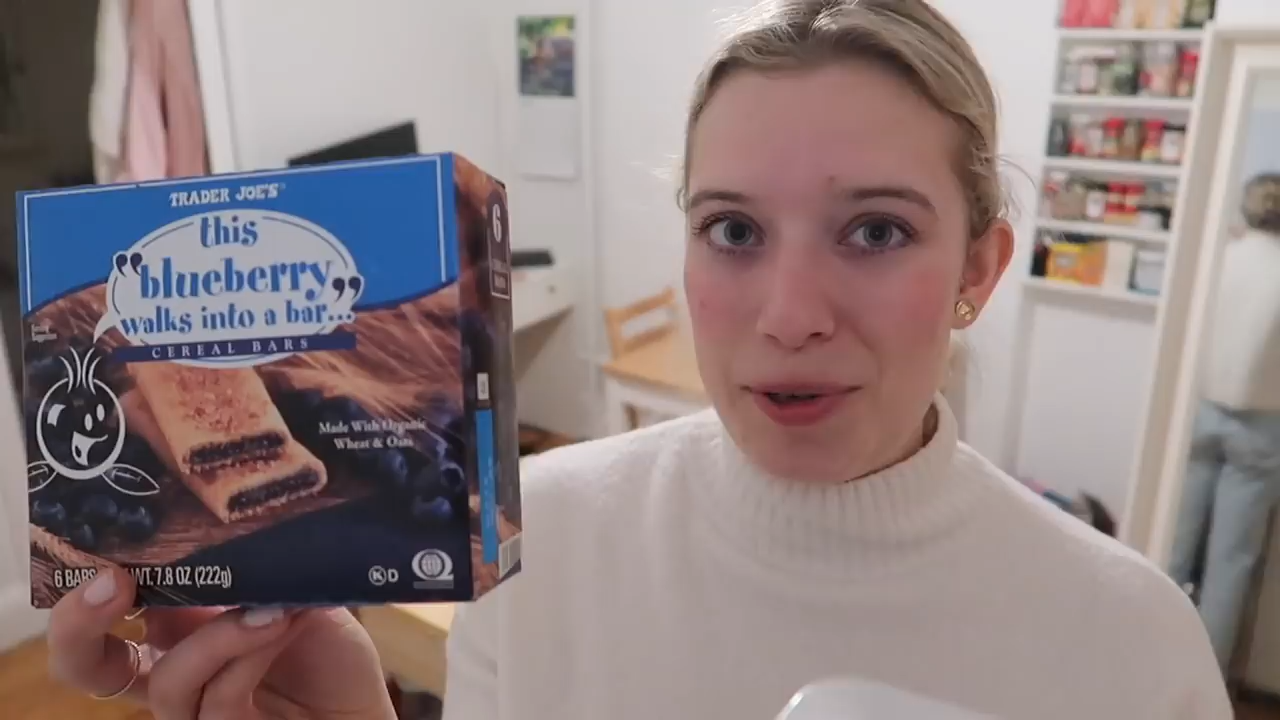 TRADER JOE'S
this
"blueberry"
walks into a bar...
CEREAL BARS
Made With Organic
Wheat & Oats
6 BARS
WT. 7.8 OZ (222g)
K D
Q
6